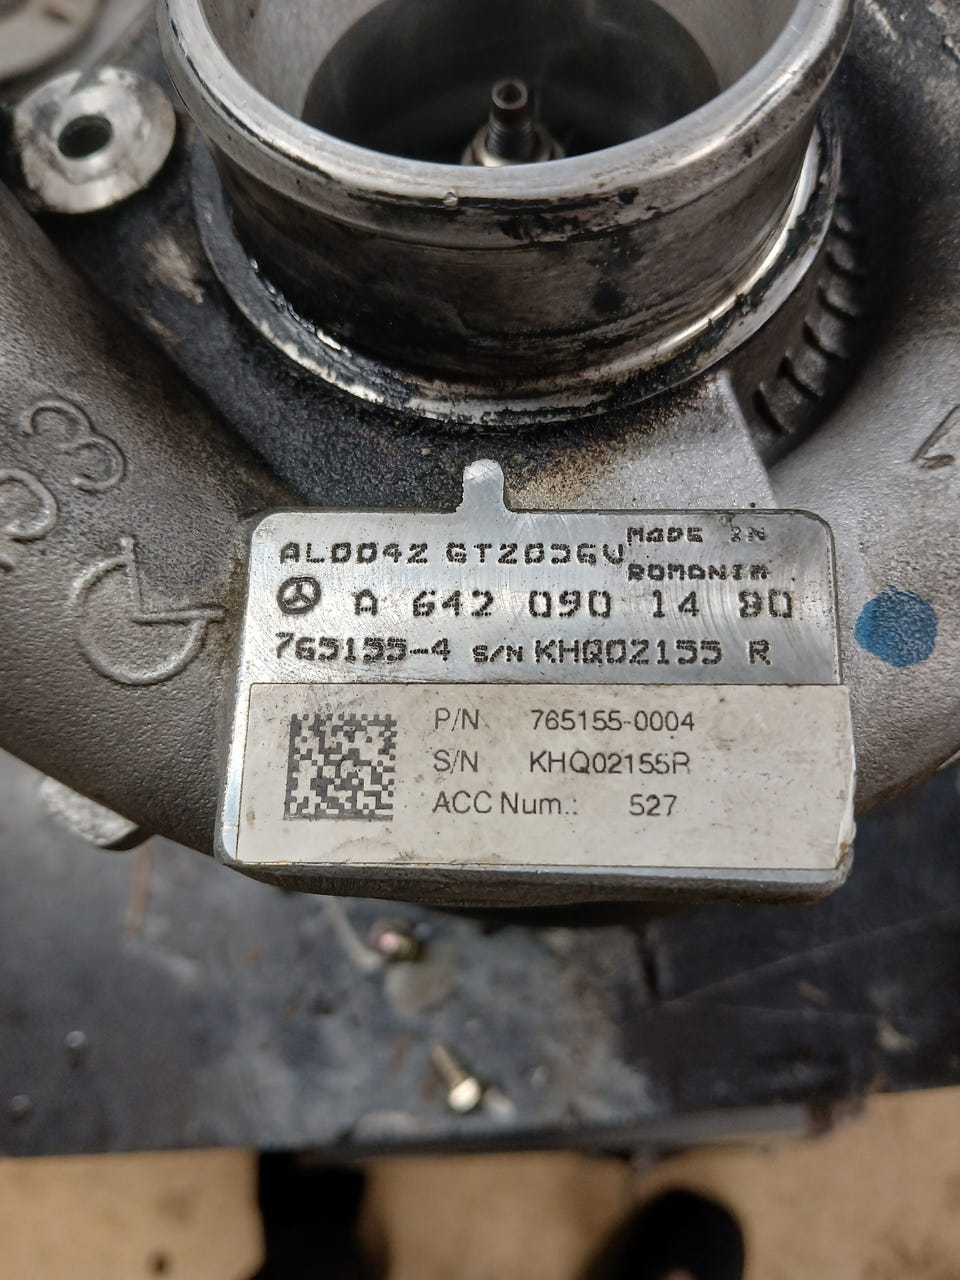 AL0042 GT2056V MADE IN ROMANIA
A 642 090 14 80
765155-4 S/N KHQ02155 R
P/N 765155-0004
S/N KHQ02155R
ACC Num.: 527